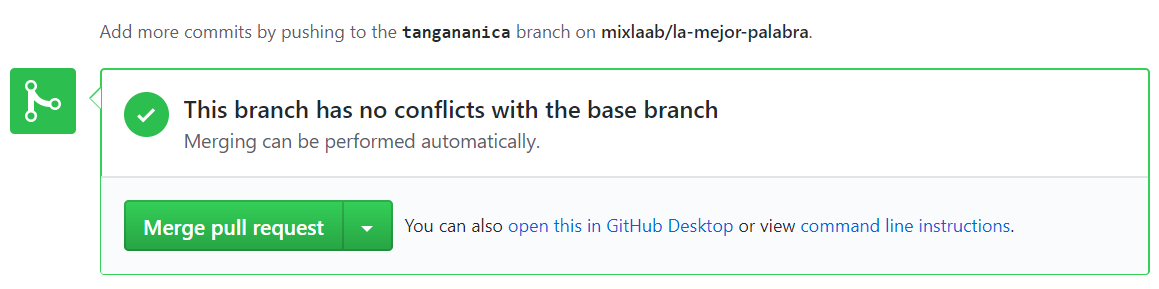 Add more commits by pushing to the tangananica branch on mixlaab/la-mejor-palabra.
This branch has no conflicts with the base branch
Merging can be performed automatically.
Merge pull request
You can also open this in GitHub Desktop or view command line instructions.